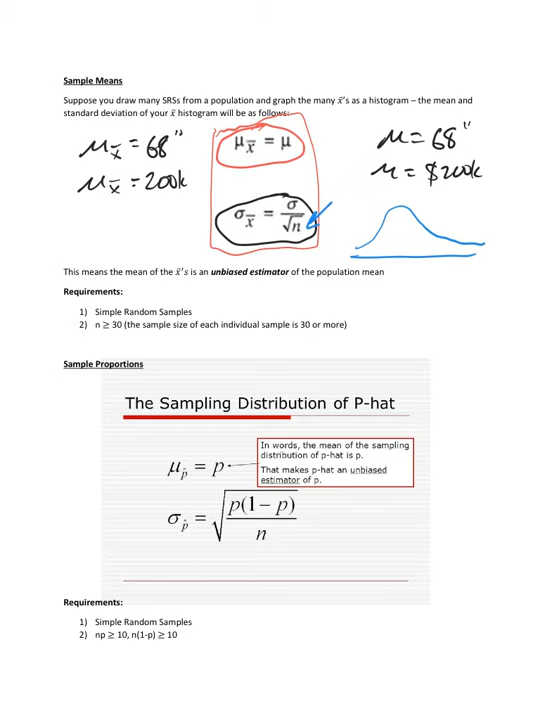 Sample Means
Suppose you draw many SRSs from a population and graph the many x̄'s as a histogram – the mean and
standard deviation of your x̄ histogram will be as follows:
μx̄ = 68"
μx̄ = μ
μ = 68"
μx̄ = 200k
μ = $200k
σx̄ = σ/√n
This means the mean of the x̄'s is an unbiased estimator of the population mean
Requirements:
1) Simple Random Samples
2) n ≥ 30 (the sample size of each individual sample is 30 or more)
Sample Proportions
The Sampling Distribution of P-hat
μp̂ = p
In words, the mean of the sampling
distribution of p-hat is p.
That makes p-hat an unbiased
estimator of p.
σp̂ = √(p(1 − p)/n)
Requirements:
1) Simple Random Samples
2) np ≥ 10, n(1-p) ≥ 10